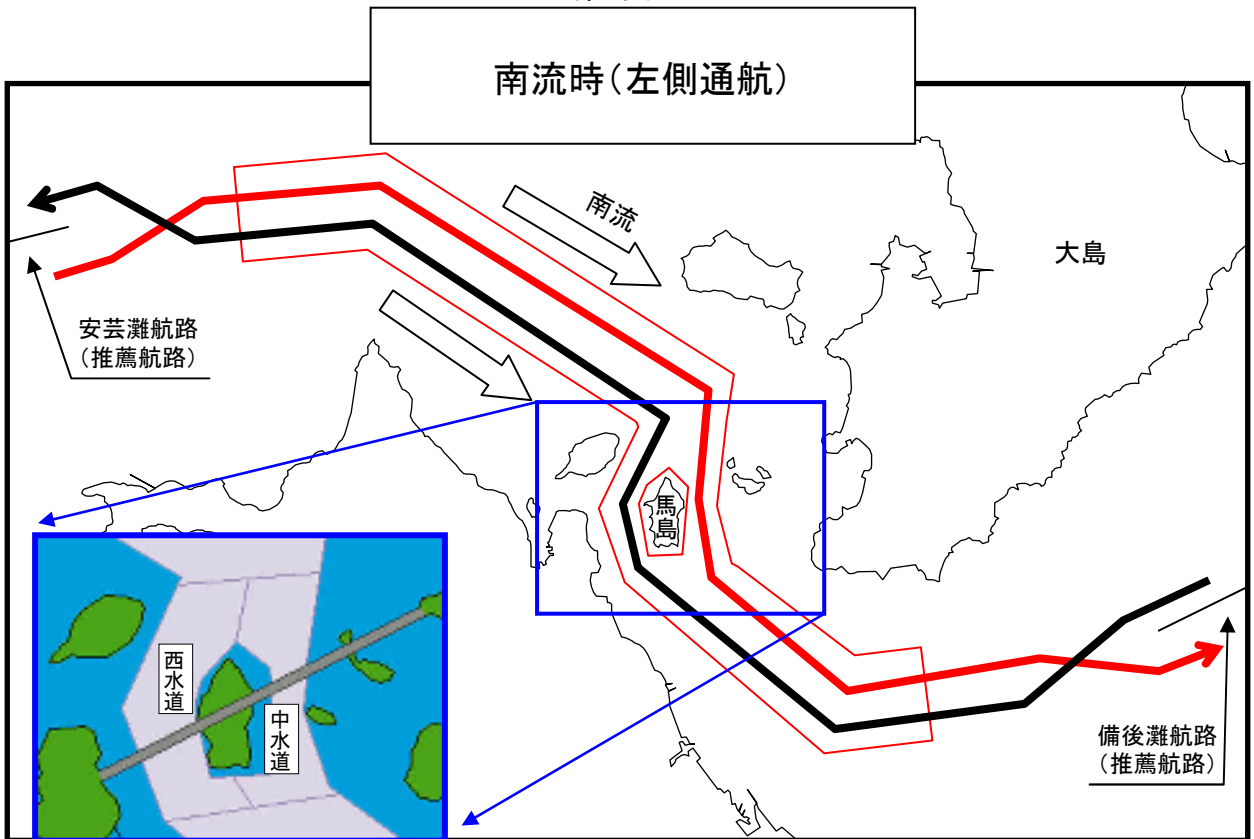 南流時(左側通航)
南流
大島
安芸灘航路
(推薦航路)
馬島
西水道
中水道
備後灘航路
(推薦航路)